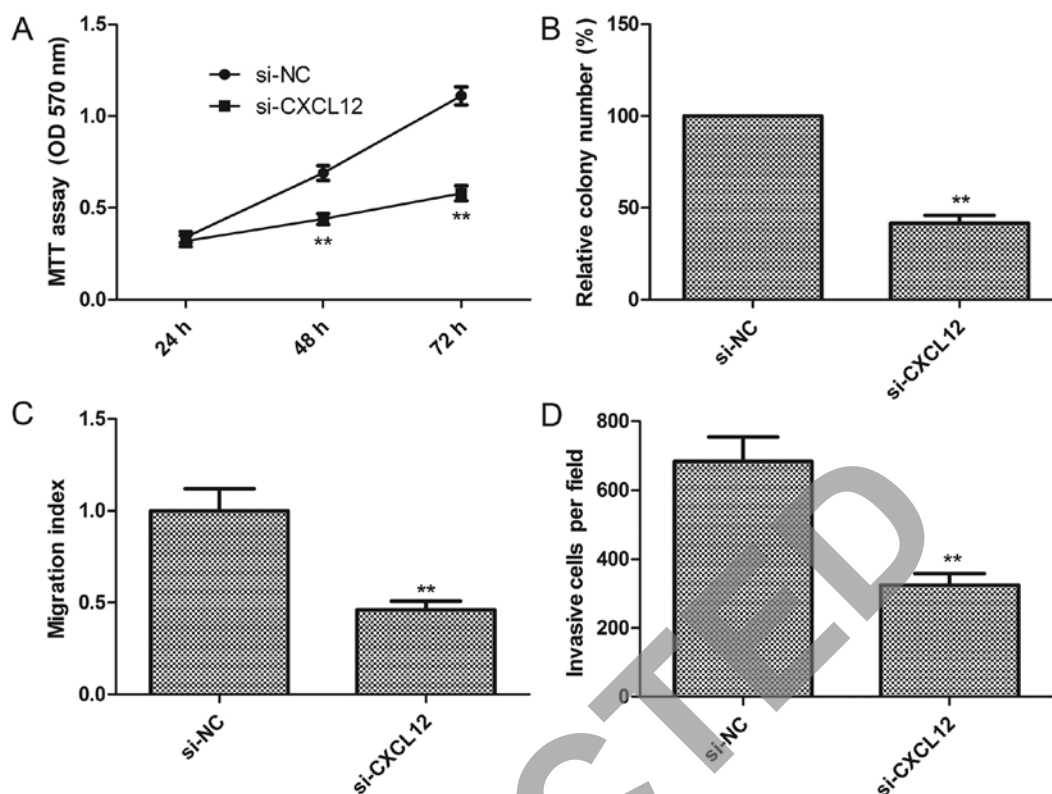 A
1.5
1.0
0.5
0.0
MTT assay (OD 570 nm)
si-NC
si-CXCL12
**
**
24 h
48 h
72 h
B
150
100
50
0
Relative colony number (%)
**
si-NC
si-CXCL12
C
1.5
1.0
0.5
0.0
Migration index
**
si-NC
si-CXCL12
D
800
600
400
200
0
Invasive cells per field
**
si-NC
si-CXCL12
CTED